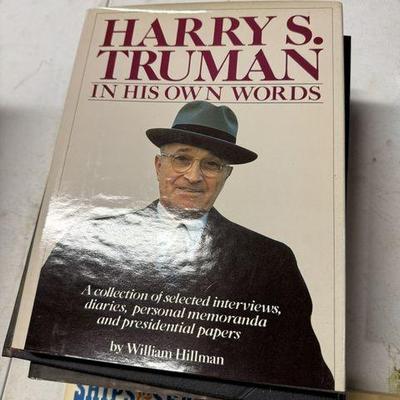 HARRY S.
TRUMAN
IN HIS OWN WORDS
A collection of selected interviews,
diaries, personal memoranda
and presidential papers
by William Hillman
SHIPS